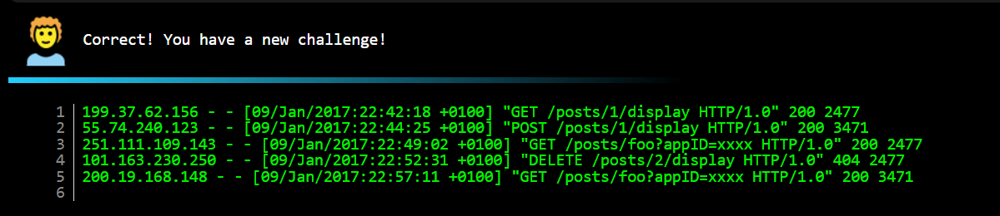 Correct! You have a new challenge!
1 199.37.62.156 - - [09/Jan/2017:22:42:18 +0100] "GET /posts/1/display HTTP/1.0" 200 2477
2 55.74.240.123 - - [09/Jan/2017:22:44:25 +0100] "POST /posts/1/display HTTP/1.0" 200 3471
3 251.111.109.143 - - [09/Jan/2017:22:49:02 +0100] "GET /posts/foo?appID=xxxx HTTP/1.0" 200 2477
4 101.163.230.250 - - [09/Jan/2017:22:52:31 +0100] "DELETE /posts/2/display HTTP/1.0" 404 2477
5 200.19.168.148 - - [09/Jan/2017:22:57:11 +0100] "GET /posts/foo?appID=xxxx HTTP/1.0" 200 3471
6